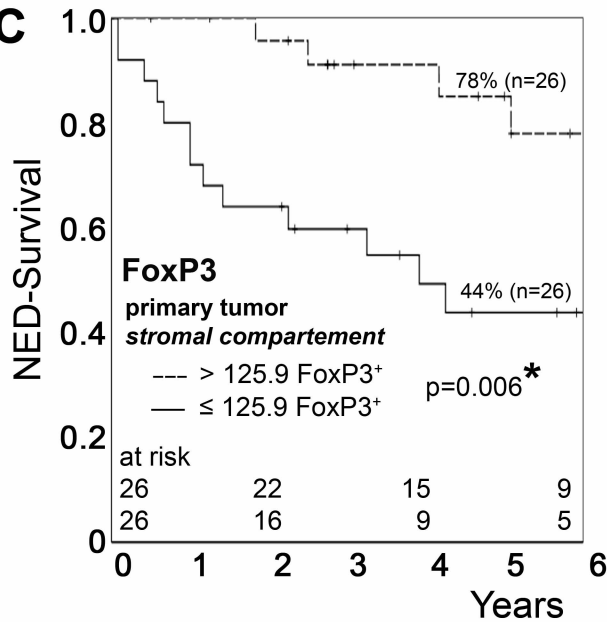 C
1.0
0.8
0.6
0.4
0.2
0
NED-Survival
78% (n=26)
44% (n=26)
FoxP3
primary tumor
stromal compartement
> 125.9 FoxP3⁺
≤ 125.9 FoxP3⁺
p=0.006*
at risk
26 22 15 9
26 16 9 5
0 1 2 3 4 5 6
Years